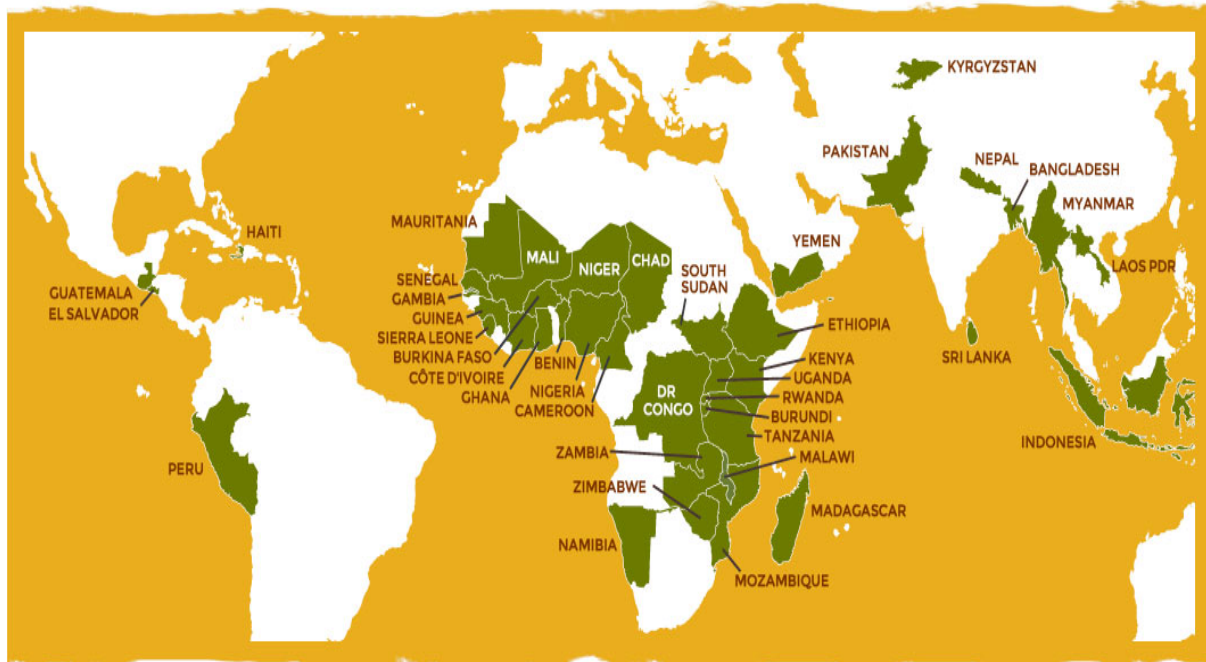 KYRGYZSTAN
PAKISTAN
NEPAL
BANGLADESH
MYANMAR
LAOS PDR
YEMEN
SRI LANKA
INDONESIA
HAITI
GUATEMALA
EL SALVADOR
PERU
MAURITANIA
MALI
NIGER
CHAD
SOUTH
SUDAN
SENEGAL
GAMBIA
GUINEA
SIERRA LEONE
BURKINA FASO
CÔTE D'IVOIRE
GHANA
BENIN
NIGERIA
CAMEROON
ETHIOPIA
KENYA
UGANDA
RWANDA
BURUNDI
TANZANIA
DR
CONGO
ZAMBIA
MALAWI
ZIMBABWE
MADAGASCAR
NAMIBIA
MOZAMBIQUE